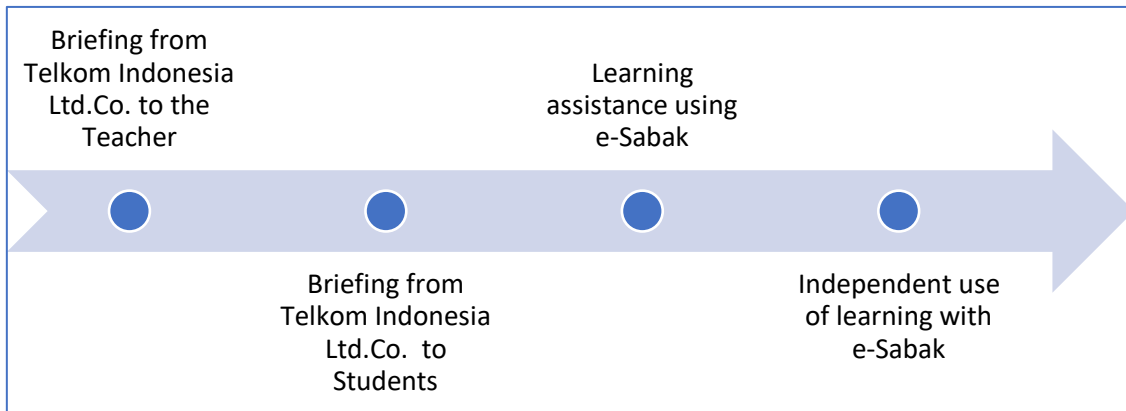 Briefing from
Telkom Indonesia
Ltd.Co. to the
Teacher
Briefing from
Telkom Indonesia
Ltd.Co. to
Students
Learning
assistance using
e-Sabak
Independent use
of learning with
e-Sabak